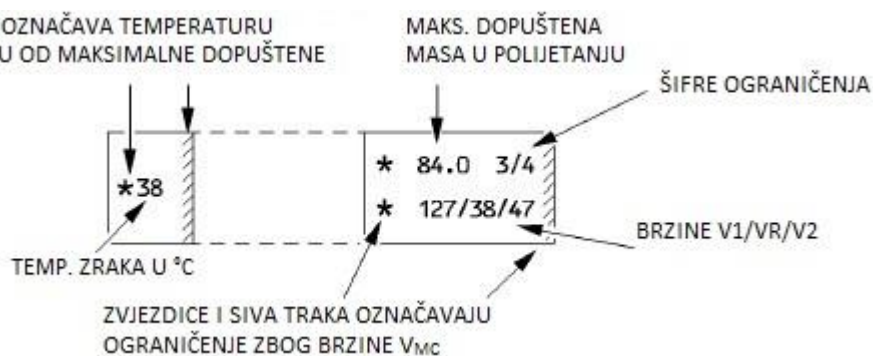 OZNAČAVA TEMPERATURU
U OD MAKSIMALNE DOPUŠTENE
MAKS. DOPUŠTENA
MASA U POLIJETANJU
ŠIFRE OGRANIČENJA
* 84.0 3/4
*38
* 127/38/47
BRZINE V1/VR/V2
TEMP. ZRAKA U °C
ZVJEZDICE I SIVA TRAKA OZNAČAVAJU
OGRANIČENJE ZBOG BRZINE VMC